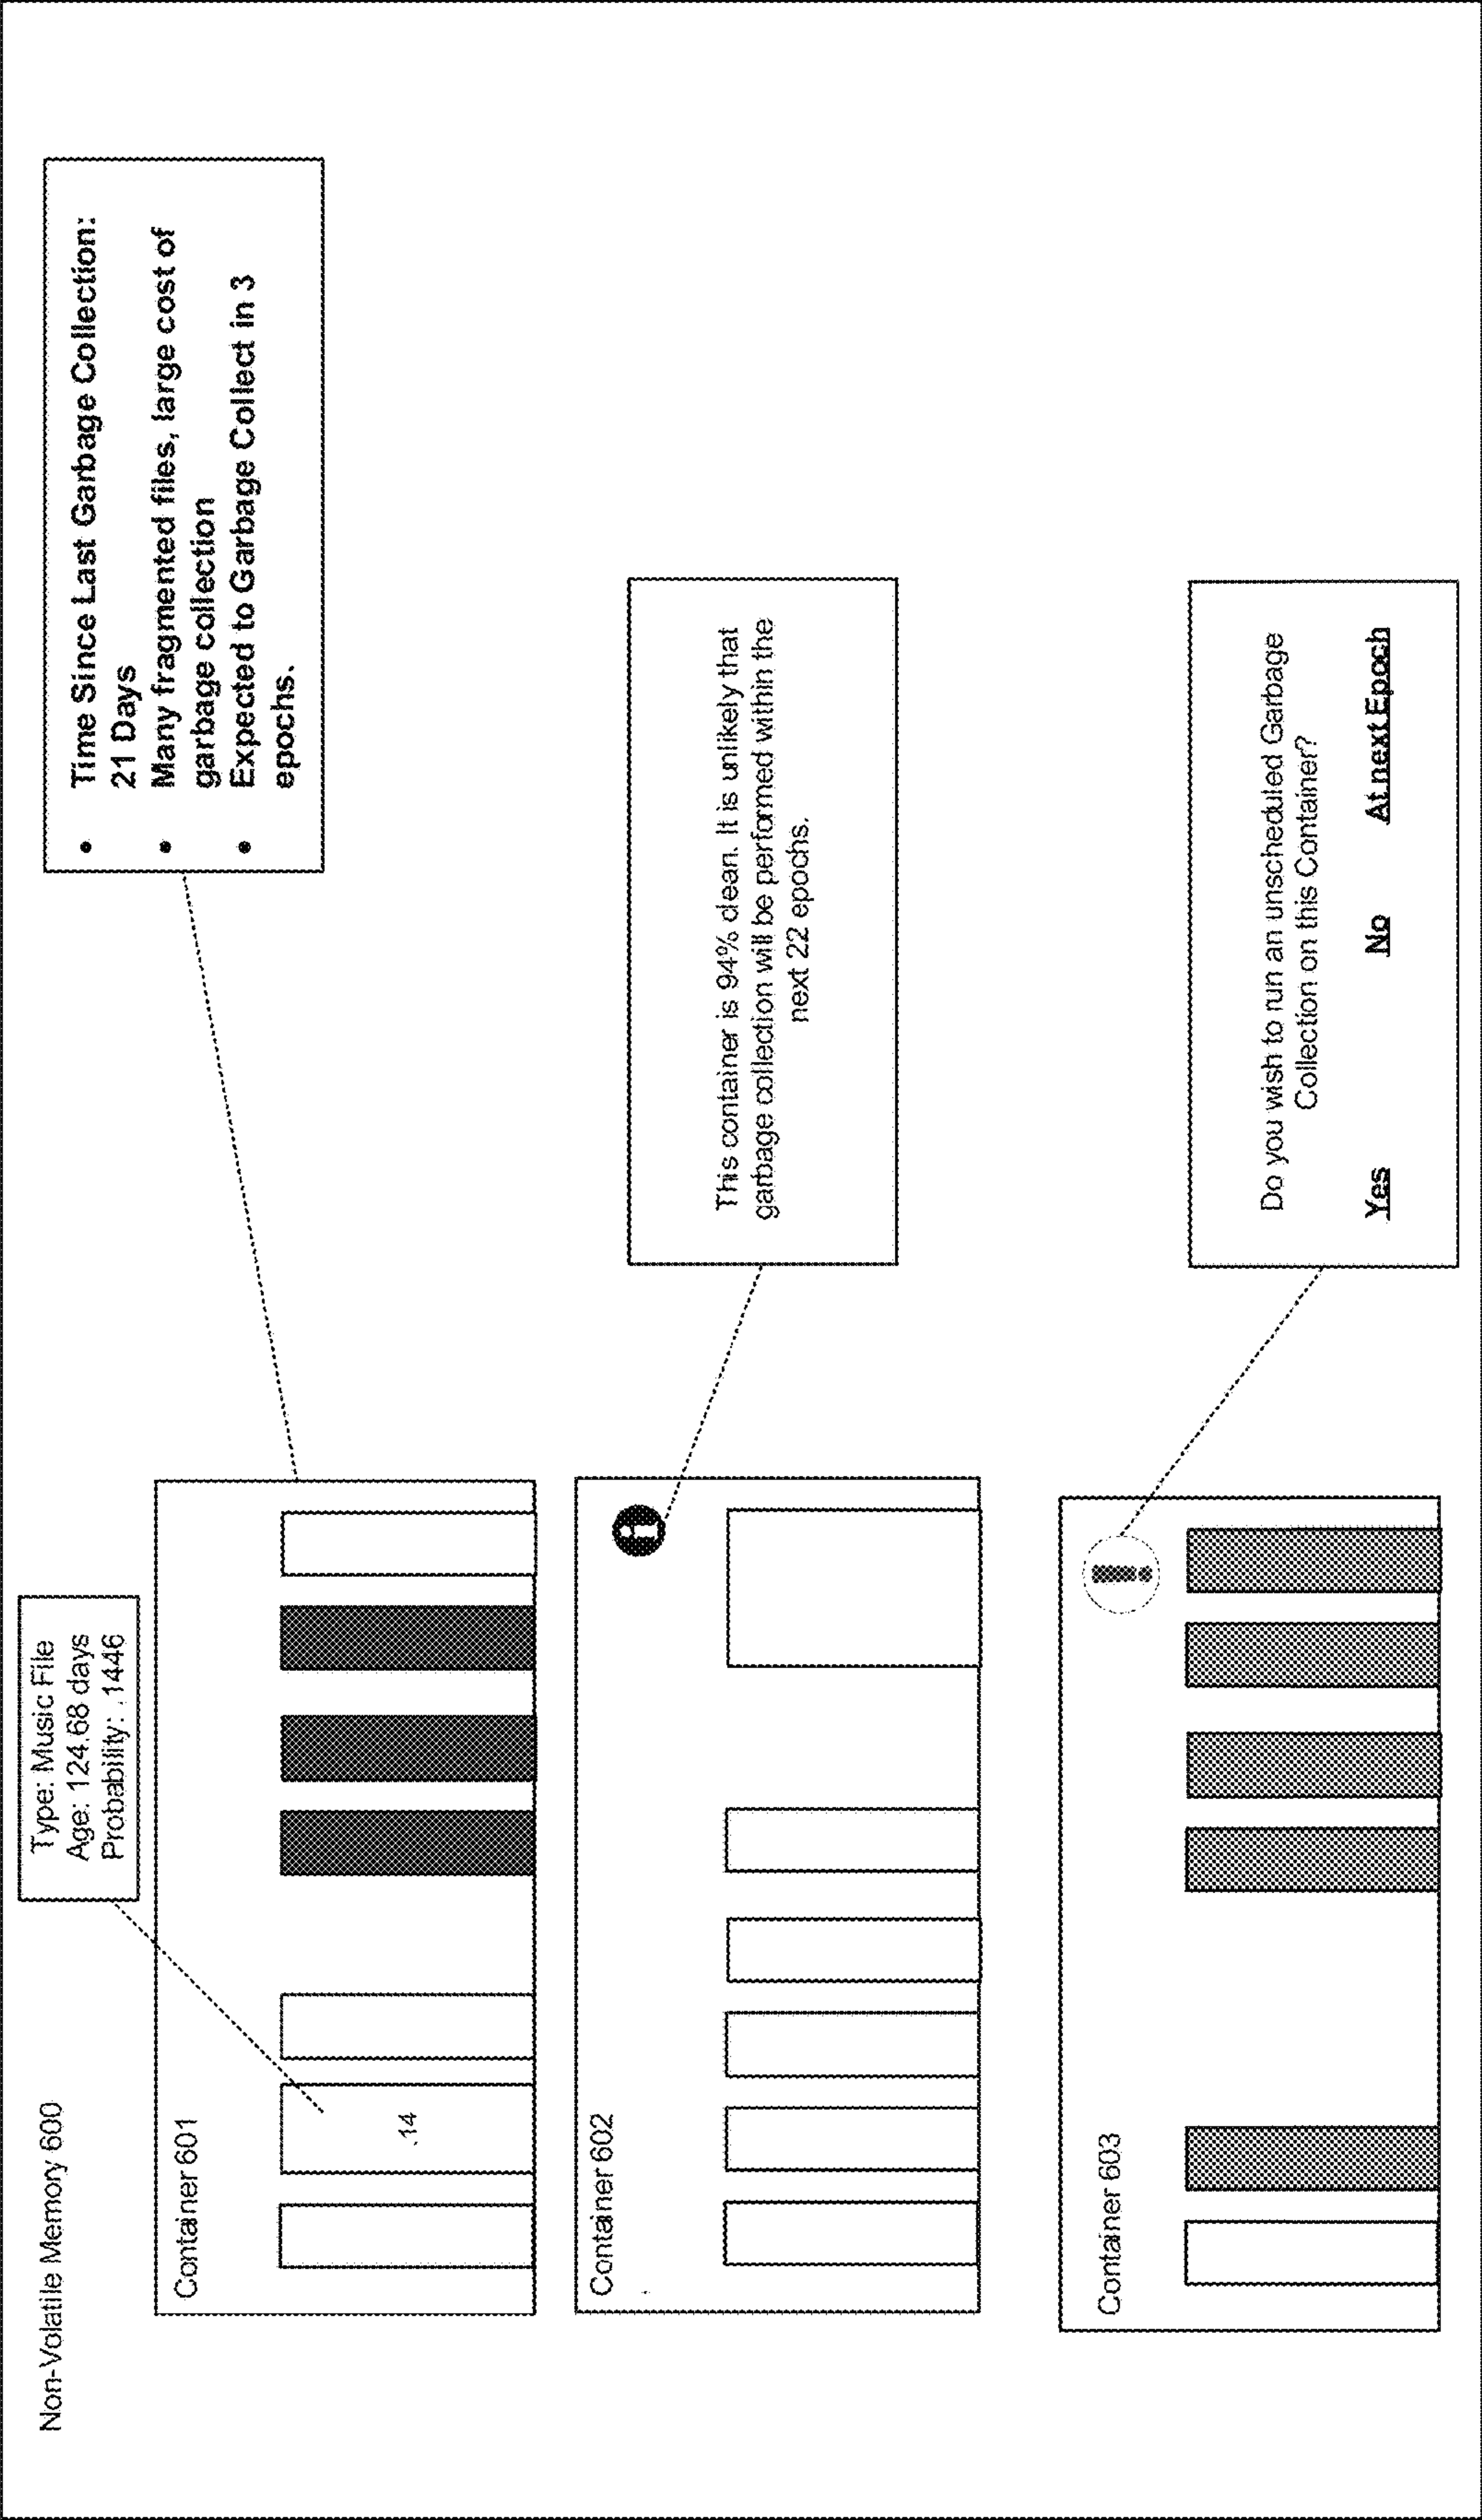 Non-Volatile Memory 600
Type: Music File
Age: 124.68 days
Probability: .1446
Container 601
.14
• Time Since Last Garbage Collection:
21 Days
• Many fragmented files, large cost of
garbage collection
• Expected to Garbage Collect in 3
epochs.
Container 602
i
This container is 94% clean. It is unlikely that
garbage collection will be performed within the
next 22 epochs.
Container 603
!
Do you wish to run an unscheduled Garbage
Collection on this Container?
Yes No At next Epoch